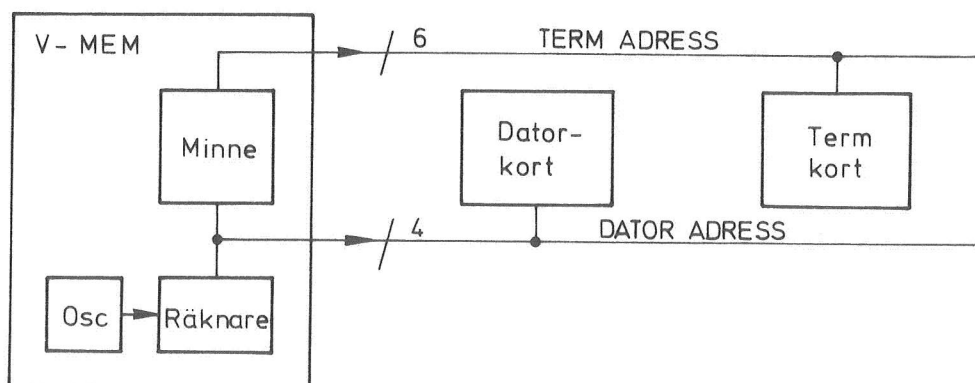 V-MEM
6
TERM ADRESS
Minne
Dator-
kort
Term
kort
4
DATOR ADRESS
Osc
Räknare